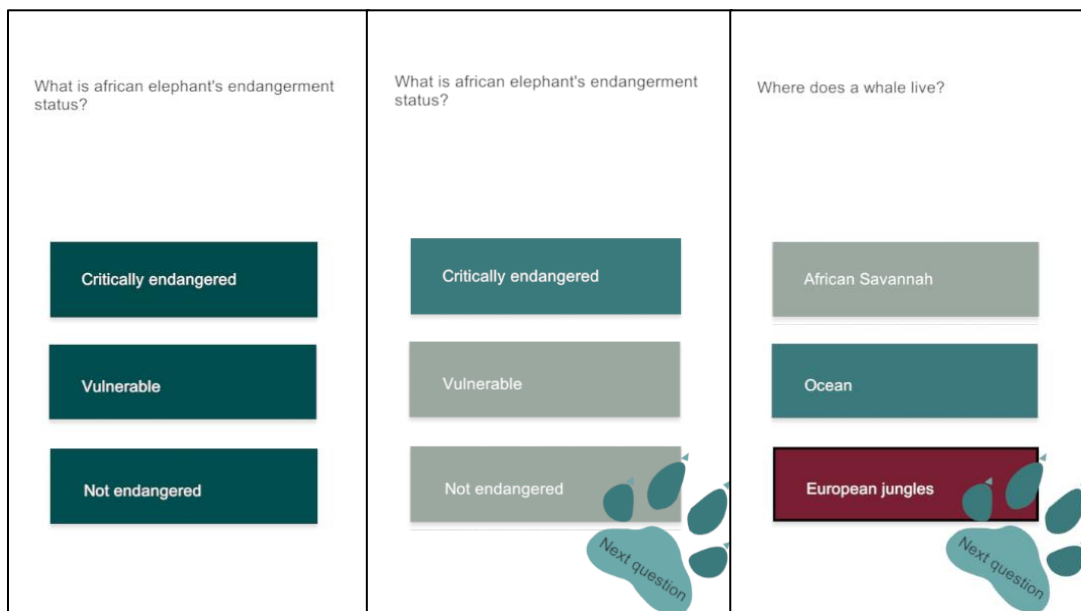 What is african elephant's endangerment
status?
Critically endangered
Vulnerable
Not endangered
What is african elephant's endangerment
status?
Critically endangered
Vulnerable
Not endangered
Next question
Where does a whale live?
African Savannah
Ocean
European jungles
Next question